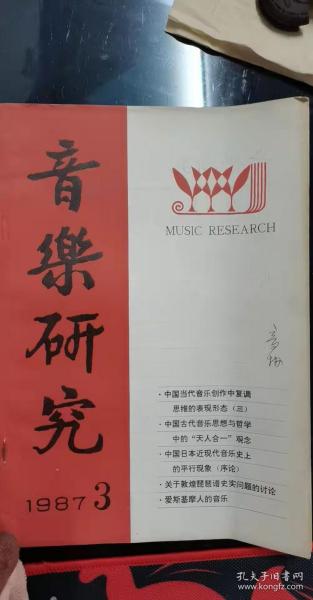 音樂研究
1987 3
MUSIC RESEARCH
·中国当代音乐创作中复调
思维的表现形态（三）
·中国古代音乐思想与哲学
中的“天人合一”观念
·中国日本近现代音乐史上
的平行现象（序论）
·关于敦煌琵琶谱史实问题的讨论
·爱斯基摩人的音乐
孔夫子旧书网